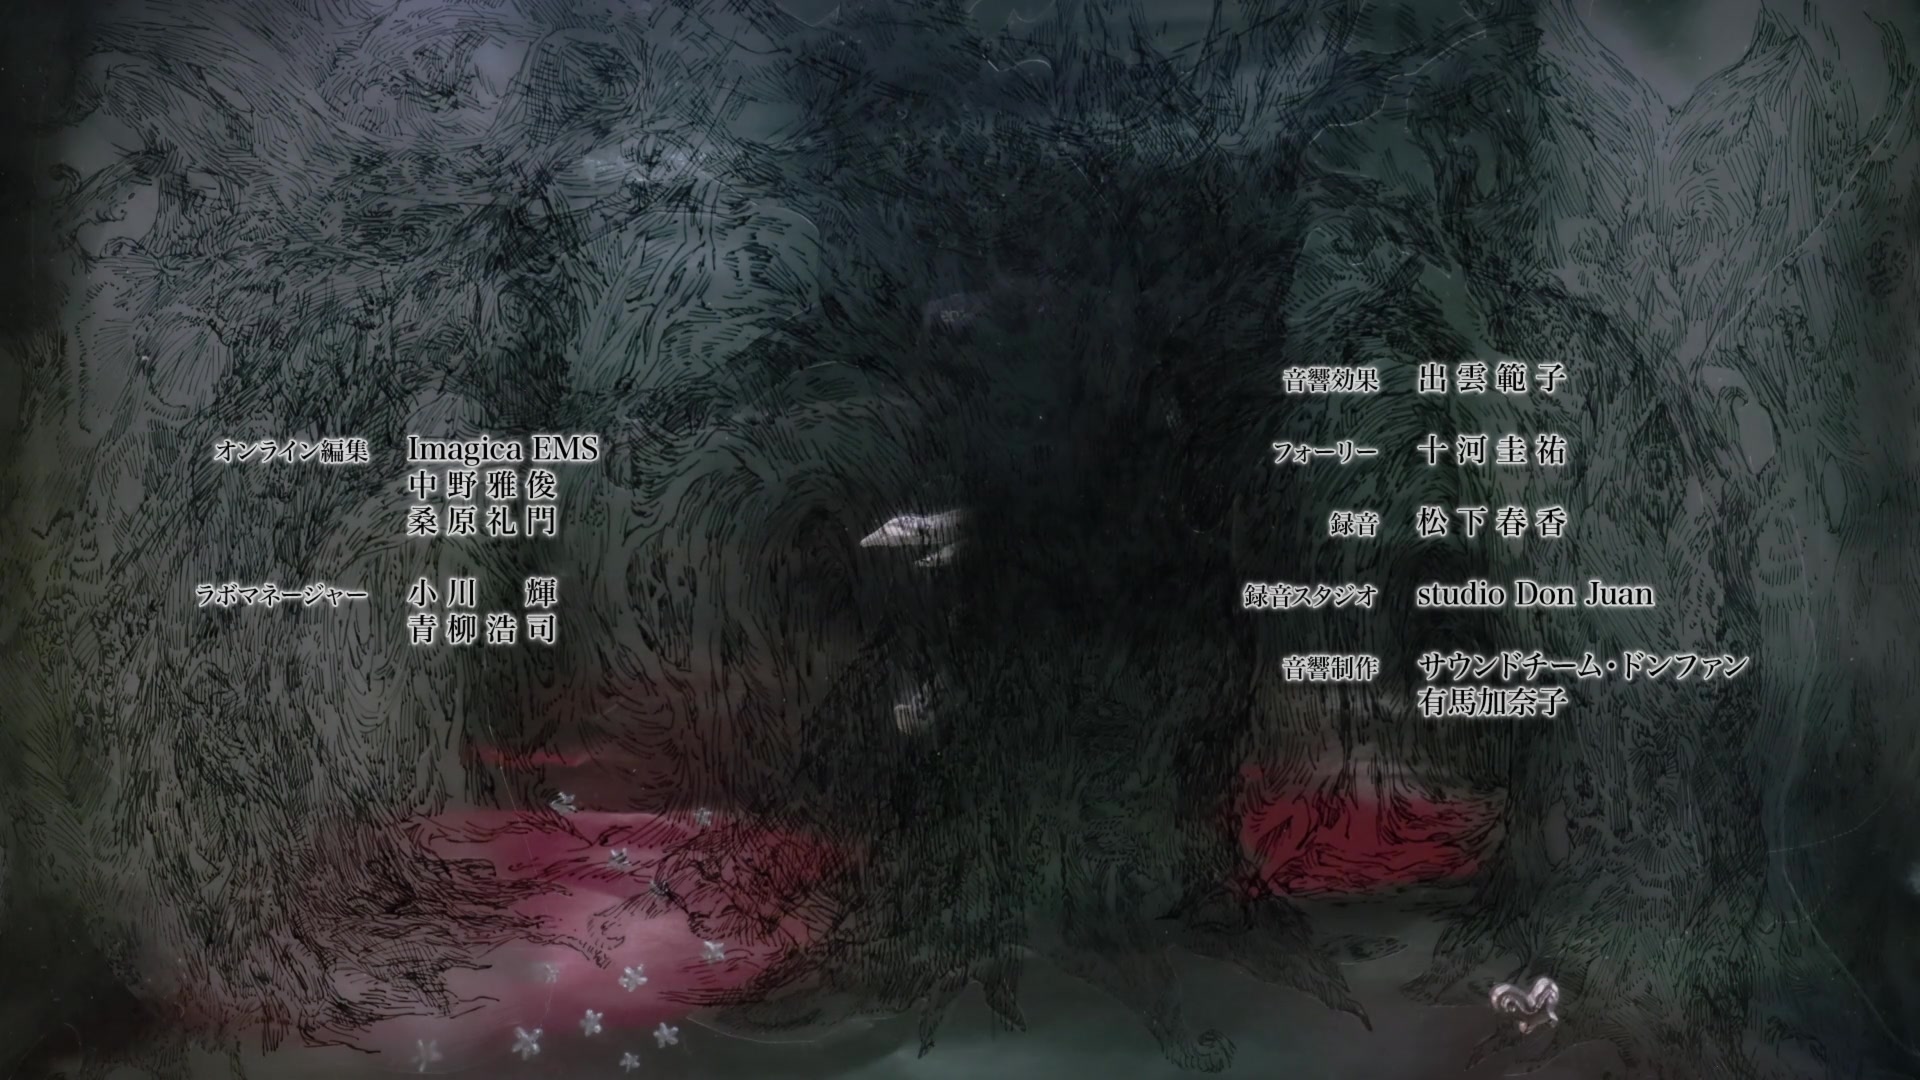 オンライン編集 Imagica EMS
中野雅俊
桑原礼門
ラボマネージャー 小川 輝
青柳浩司
音響効果 出雲範子
フォーリー 十河圭祐
録音 松下春香
録音スタジオ studio Don Juan
音響制作 サウンドチーム・ドンファン
有馬加奈子